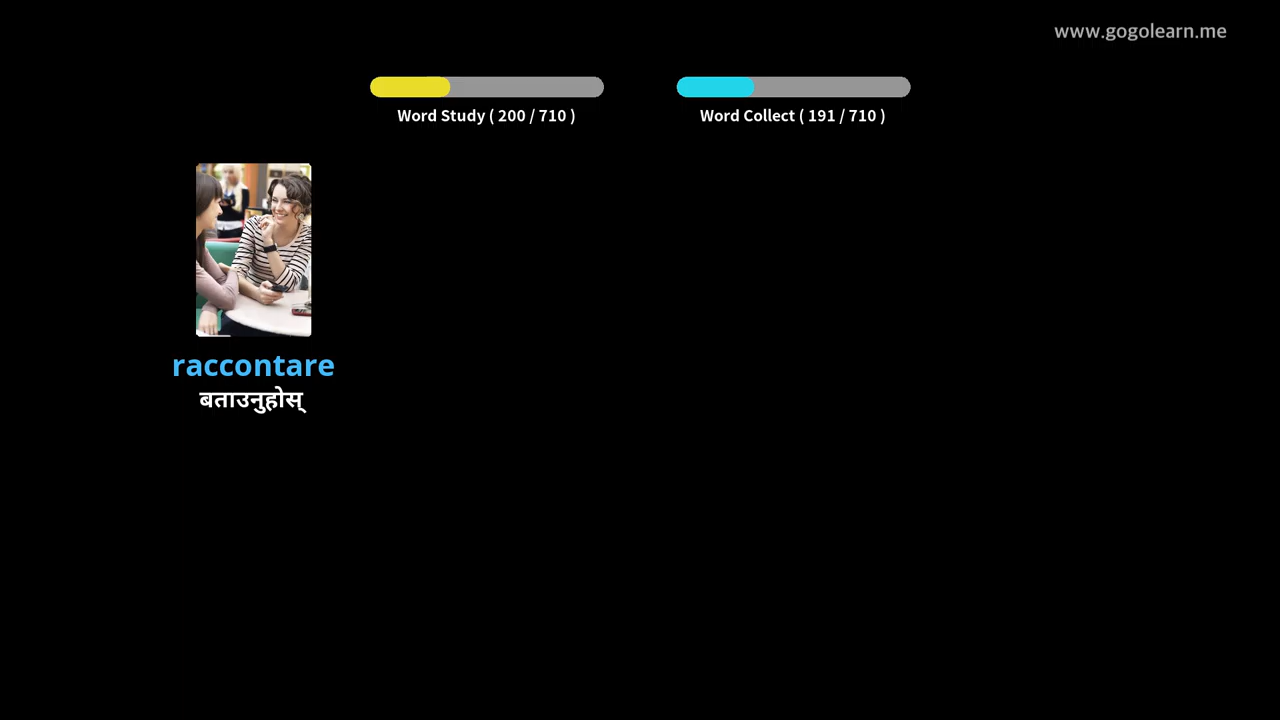 www.gogolearn.me
Word Study ( 200 / 710 )
Word Collect ( 191 / 710 )
raccontare
बताउनुहोस्